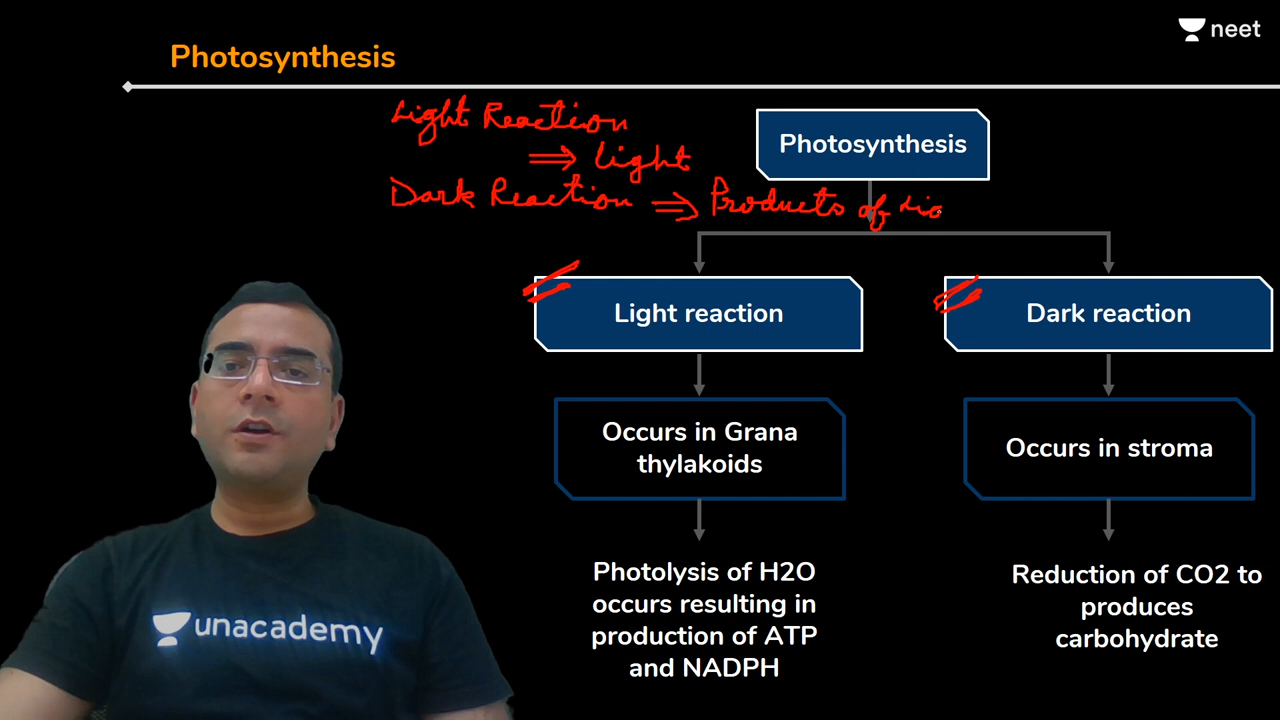 neet
Photosynthesis
Light Reaction
⇒ light
Dark Reaction ⇒ Products of
Photosynthesis
Light reaction
Dark reaction
Occurs in Grana
thylakoids
Occurs in stroma
Photolysis of H2O
occurs resulting in
production of ATP
and NADPH
Reduction of CO2 to
produces
carbohydrate
unacademy